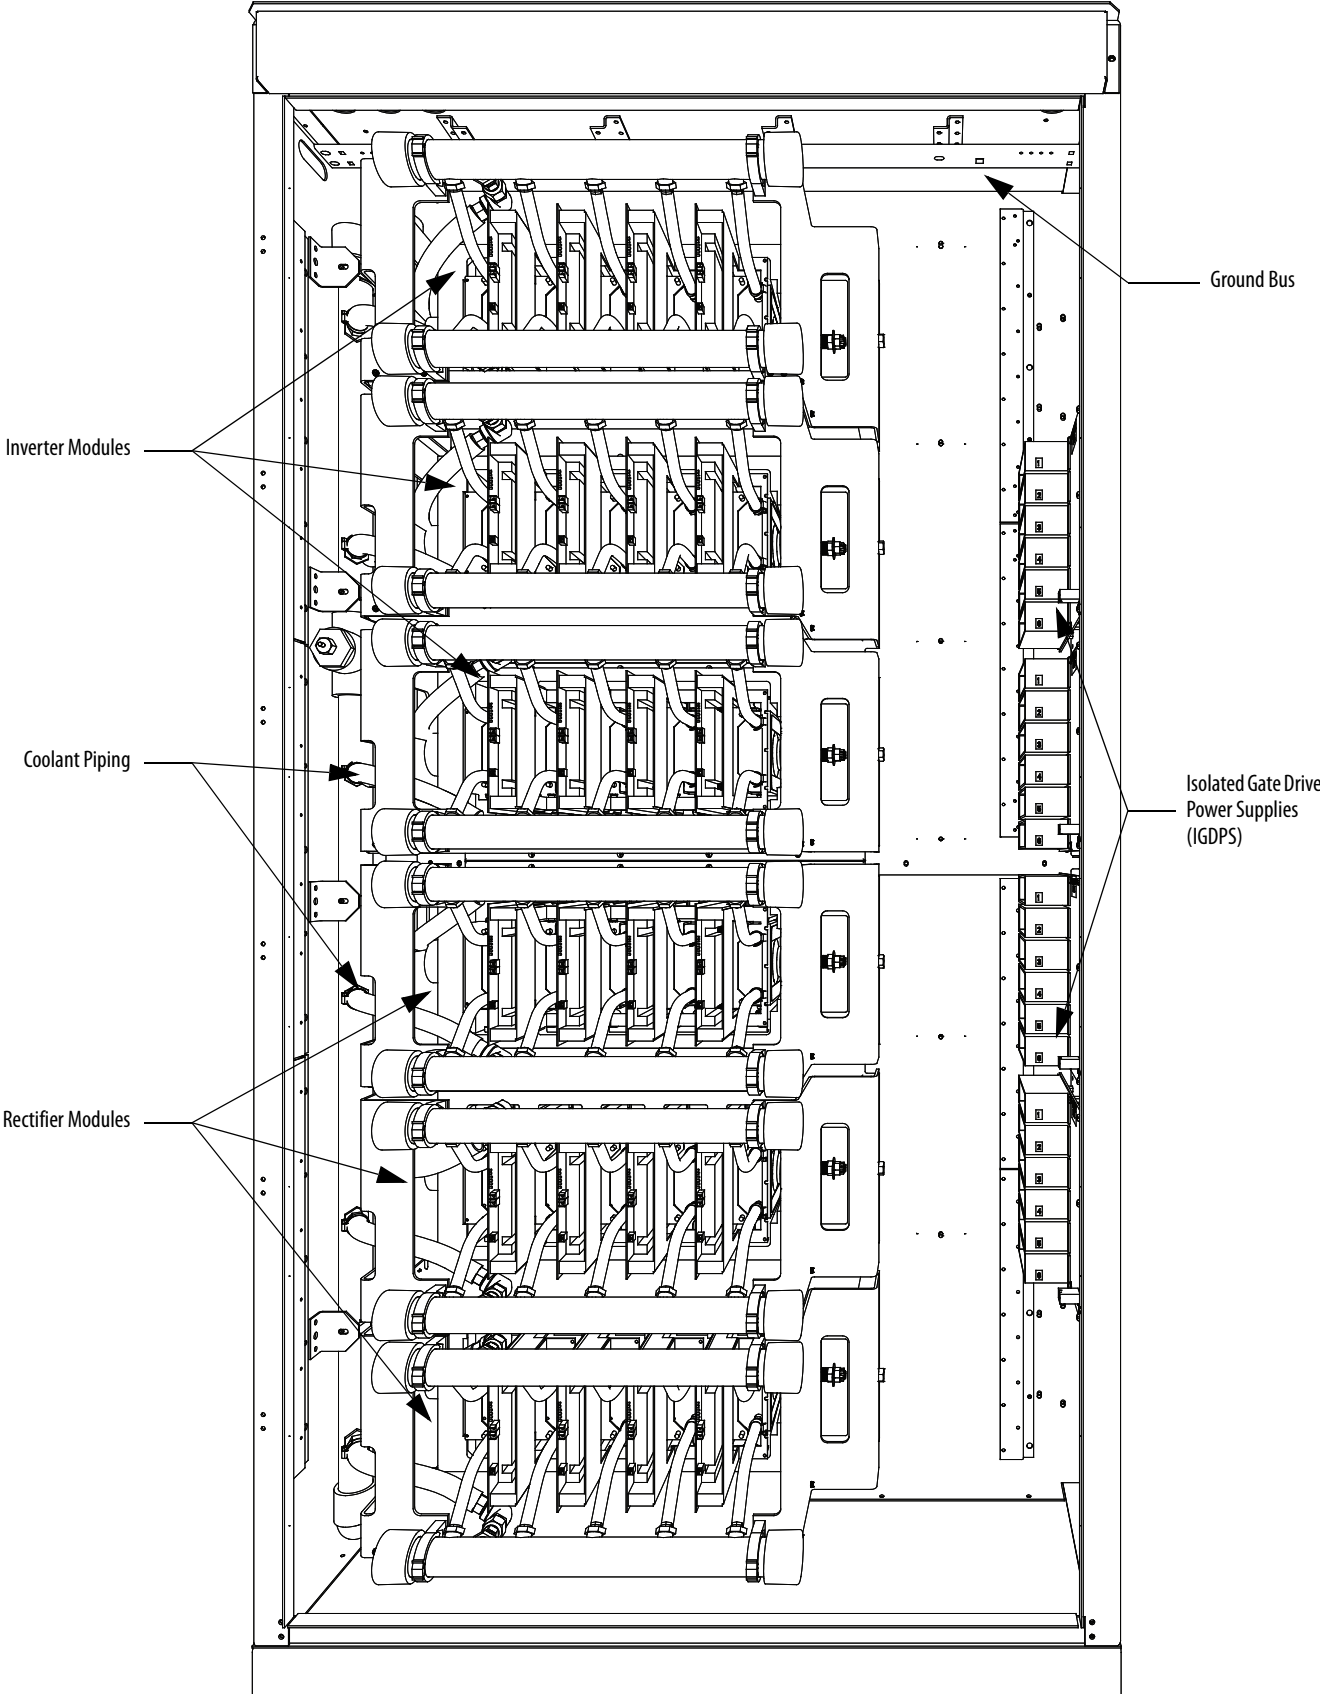 Ground Bus
Inverter Modules
Coolant Piping
Isolated Gate Drive
Power Supplies
(IGDPS)
Rectifier Modules